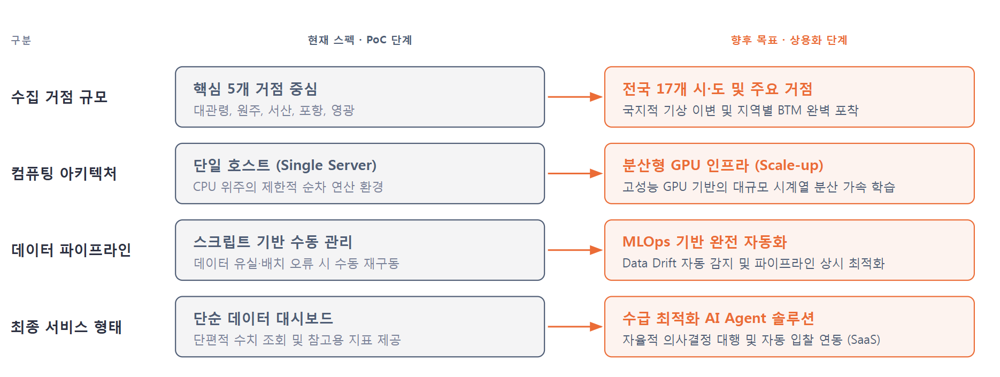 구분
현재 스펙 · PoC 단계
향후 목표 · 상용화 단계
수집 거점 규모
핵심 5개 거점 중심
대관령, 원주, 서산, 포항, 영광
전국 17개 시·도 및 주요 거점
국지적 기상 이변 및 지역별 BTM 완벽 포착
컴퓨팅 아키텍처
단일 호스트 (Single Server)
CPU 위주의 제한적 순차 연산 환경
분산형 GPU 인프라 (Scale-up)
고성능 GPU 기반의 대규모 시계열 분산 가속 학습
데이터 파이프라인
스크립트 기반 수동 관리
데이터 유실·배치 오류 시 수동 재구동
MLOps 기반 완전 자동화
Data Drift 자동 감지 및 파이프라인 상시 최적화
최종 서비스 형태
단순 데이터 대시보드
단편적 수치 조회 및 참고용 지표 제공
수급 최적화 AI Agent 솔루션
자율적 의사결정 대행 및 자동 입찰 연동 (SaaS)